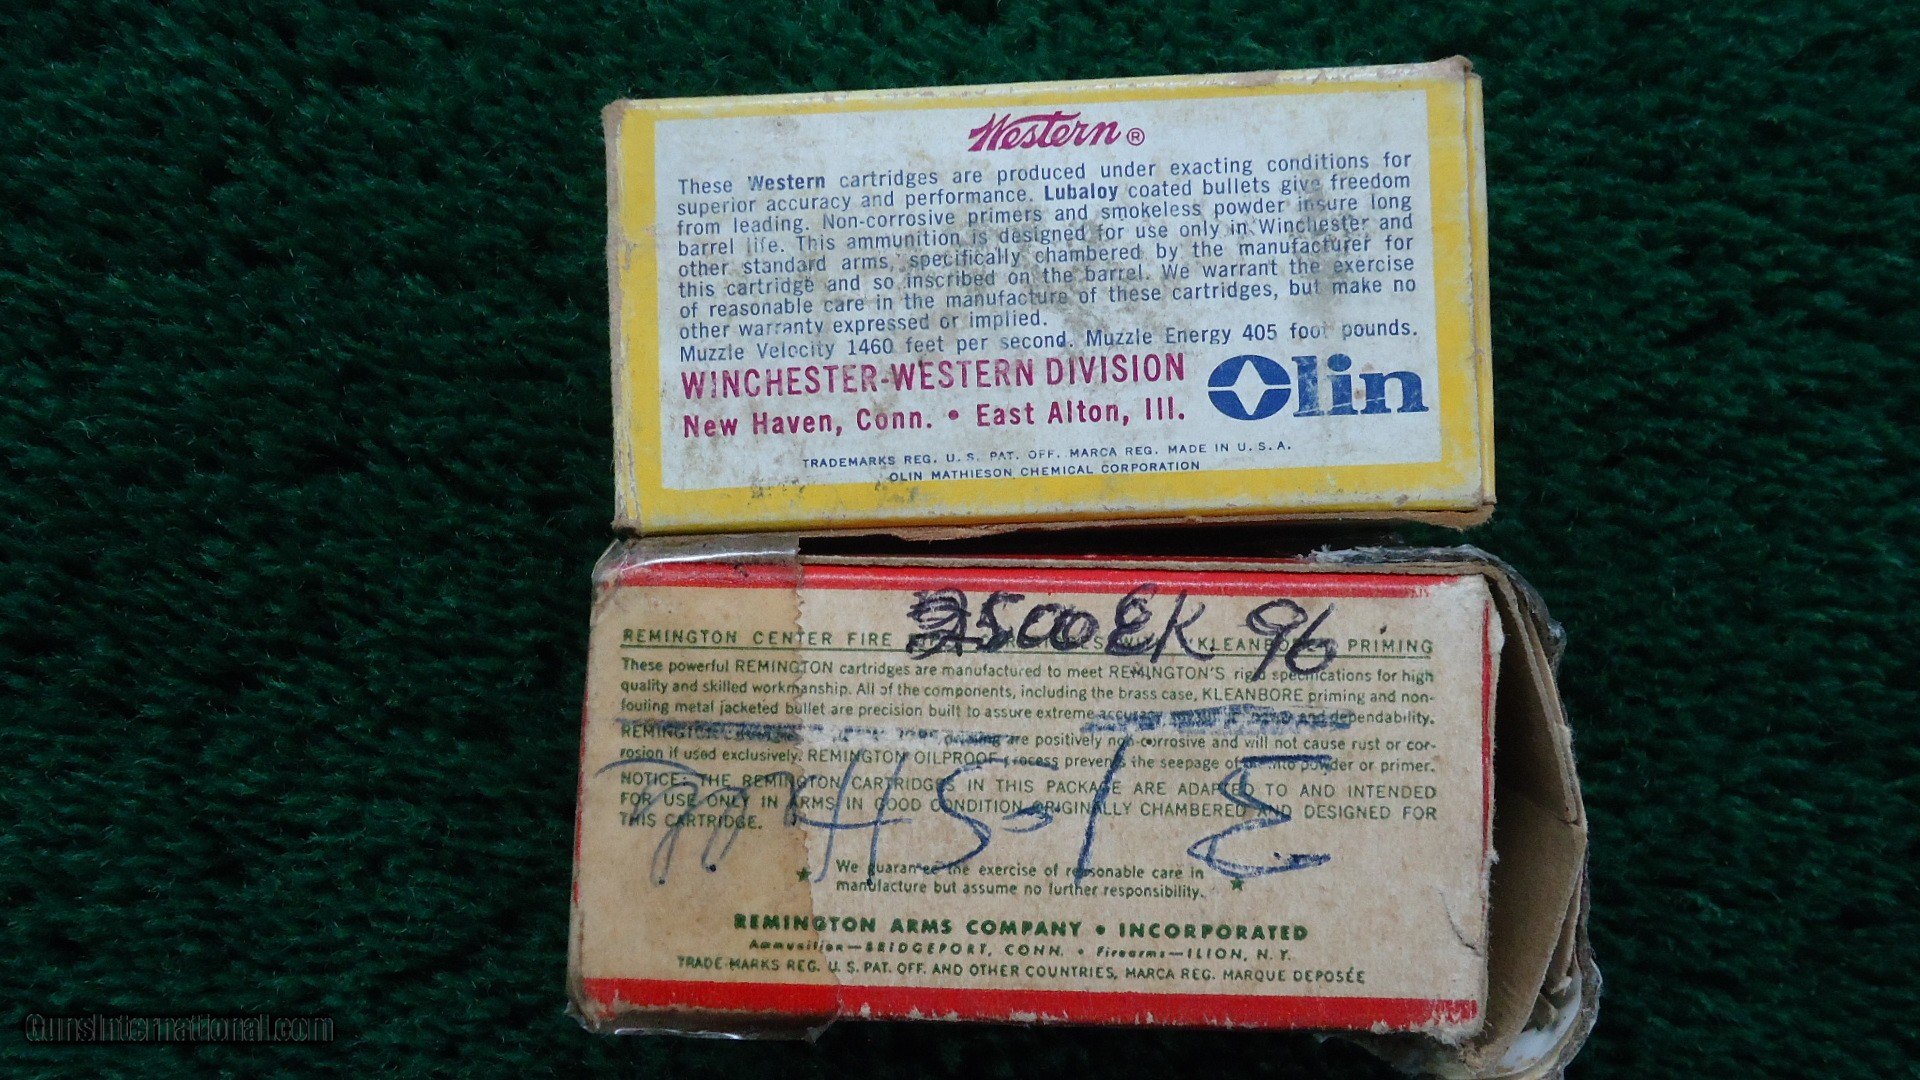 Western ®
These Western cartridges are produced under exacting conditions for
superior accuracy and performance. Lubaloy coated bullets give freedom
from leading. Non-corrosive primers and smokeless powder insure long
barrel life. This ammunition is designed for use only in Winchester and
other standard arms, specifically chambered by the manufacturer for
this cartridge and so inscribed on the barrel. We warrant the exercise
of reasonable care in the manufacture of these cartridges, but make no
other warranty expressed or implied.
Muzzle Velocity 1460 feet per second. Muzzle Energy 405 foot pounds.
WINCHESTER-WESTERN DIVISION
New Haven, Conn. • East Alton, Ill.
Olin
TRADEMARKS REG. U. S. PAT. OFF. MARCA REG. MADE IN U. S. A.
OLIN MATHIESON CHEMICAL CORPORATION
2500 EK 96
REMINGTON CENTER FIRE KLEANBORE PRIMING
These powerful REMINGTON cartridges are manufactured to meet REMINGTON'S rigid specifications for high
quality and skilled workmanship. All of the components, including the brass case, KLEANBORE priming and non-
fouling metal jacketed bullet are precision built to assure extreme accuracy, and dependability.
REMINGTON priming are positively non-corrosive and will not cause rust or cor-
rosion if used exclusively. REMINGTON OILPROOF process prevents the seepage of powder or primer.
NOTICE: THE REMINGTON CARTRIDGES IN THIS PACKAGE ARE ADAPTED TO AND INTENDED
FOR USE ONLY IN ARMS IN GOOD CONDITION ORIGINALLY CHAMBERED AND DESIGNED FOR
THIS CARTRIDGE.
We guarantee the exercise of reasonable care in
manufacture but assume no further responsibility.
REMINGTON ARMS COMPANY • INCORPORATED
Ammunition—BRIDGEPORT, CONN. • Firearms—ILION, N. Y.
TRADE-MARKS REG. U. S. PAT. OFF. AND OTHER COUNTRIES, MARCA REG. MARQUE DEPOSÉE
GunsInternational.com